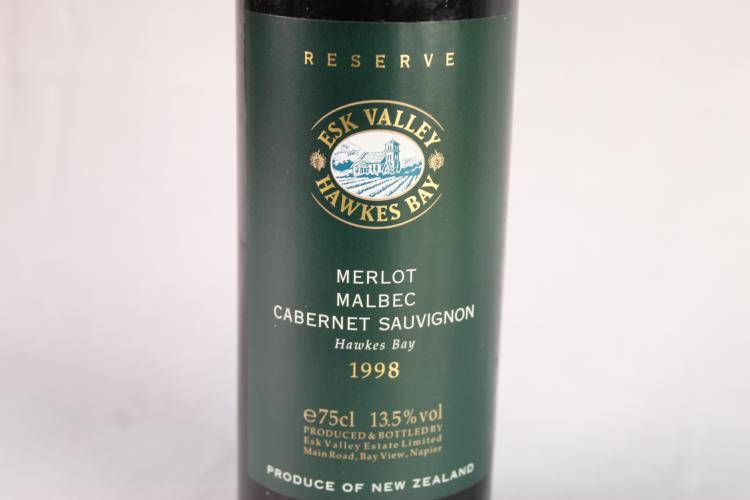 RESERVE
ESK VALLEY
HAWKES BAY
MERLOT
MALBEC
CABERNET SAUVIGNON
Hawkes Bay
1998
℮75cl 13.5%vol
PRODUCED & BOTTLED BY
Esk Valley Estate Limited
Main Road, Bay View, Napier
PRODUCE OF NEW ZEALAND